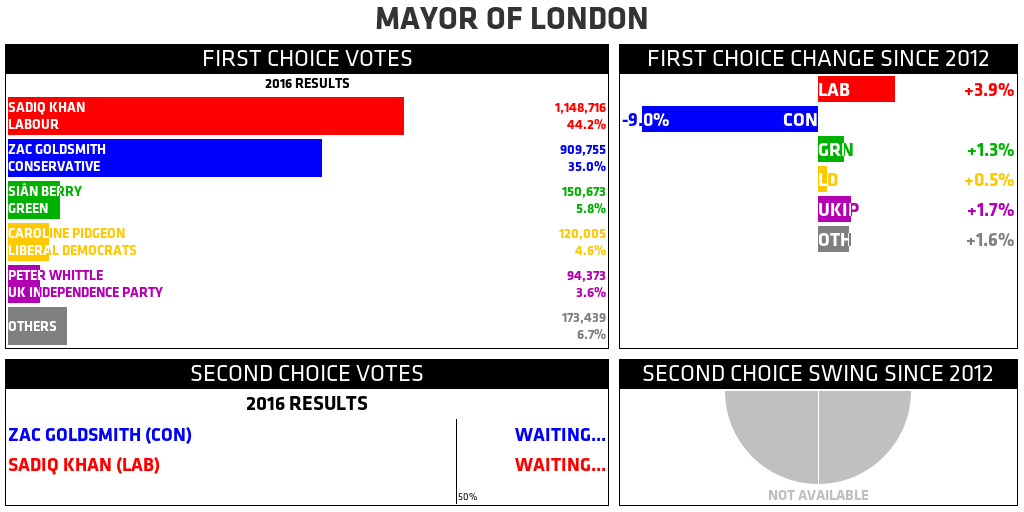 MAYOR OF LONDON
FIRST CHOICE VOTES
2016 RESULTS
SADIQ KHAN 1,148,716
LABOUR 44.2%
ZAC GOLDSMITH 909,755
CONSERVATIVE 35.0%
SIÂN BERRY 150,673
GREEN 5.8%
CAROLINE PIDGEON 120,005
LIBERAL DEMOCRATS 4.6%
PETER WHITTLE 94,373
UK INDEPENDENCE PARTY 3.6%
OTHERS 173,439
6.7%
FIRST CHOICE CHANGE SINCE 2012
LAB +3.9%
-9.0% CON
GRN +1.3%
LD +0.5%
UKIP +1.7%
OTH +1.6%
SECOND CHOICE VOTES
2016 RESULTS
ZAC GOLDSMITH (CON) WAITING...
SADIQ KHAN (LAB) WAITING...
50%
SECOND CHOICE SWING SINCE 2012
NOT AVAILABLE